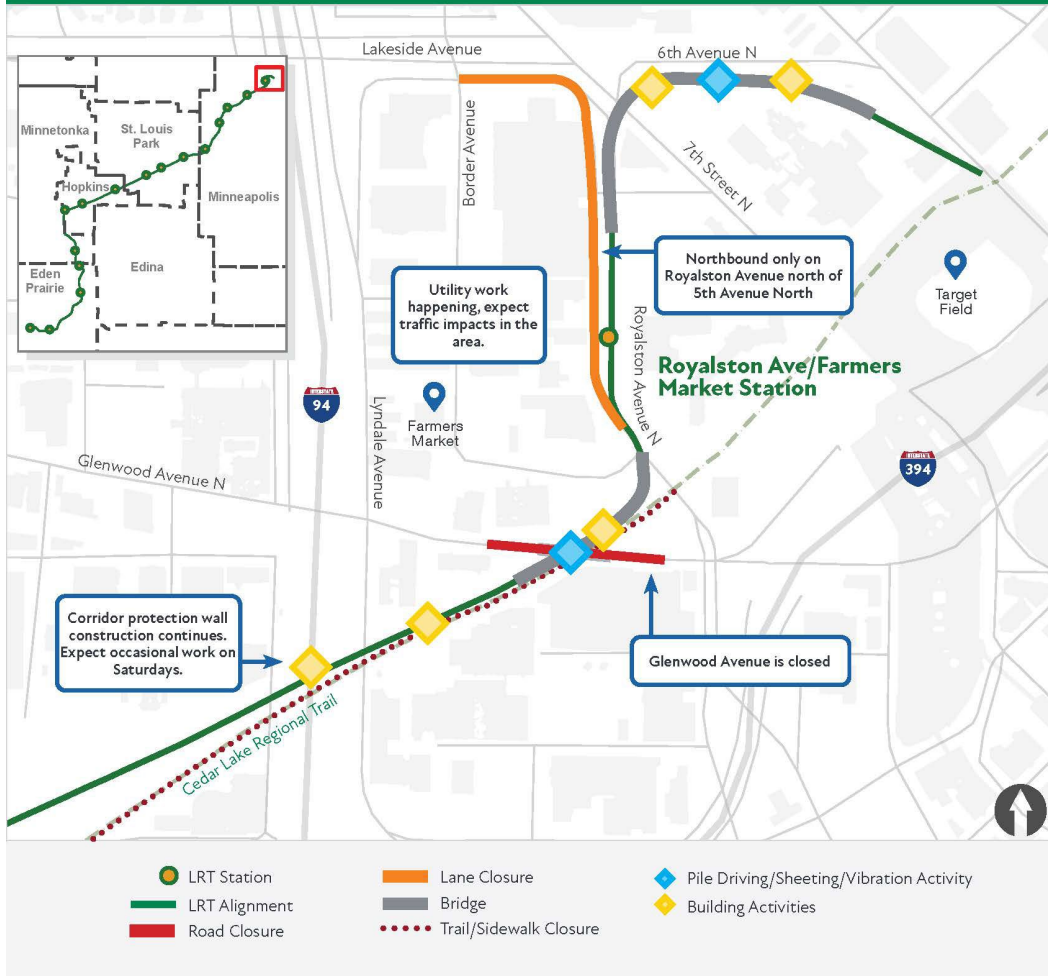 Lakeside Avenue
6th Avenue N
Minnetonka
St. Louis
Park
Hopkins
Minneapolis
Eden
Prairie
Edina
Border Avenue
7th Street N
Northbound only on
Royalston Avenue north of
5th Avenue North
Target
Field
Utility work
happening, expect
traffic impacts in the
area.
Royalston Avenue N
Royalston Ave/Farmers
Market Station
INTERSTATE
94
Lyndale Avenue
Farmers
Market
INTERSTATE
394
Glenwood Avenue N
Corridor protection wall
construction continues.
Expect occasional work on
Saturdays.
Glenwood Avenue is closed
Cedar Lake Regional Trail
LRT Station
LRT Alignment
Road Closure
Lane Closure
Bridge
Trail/Sidewalk Closure
Pile Driving/Sheeting/Vibration Activity
Building Activities